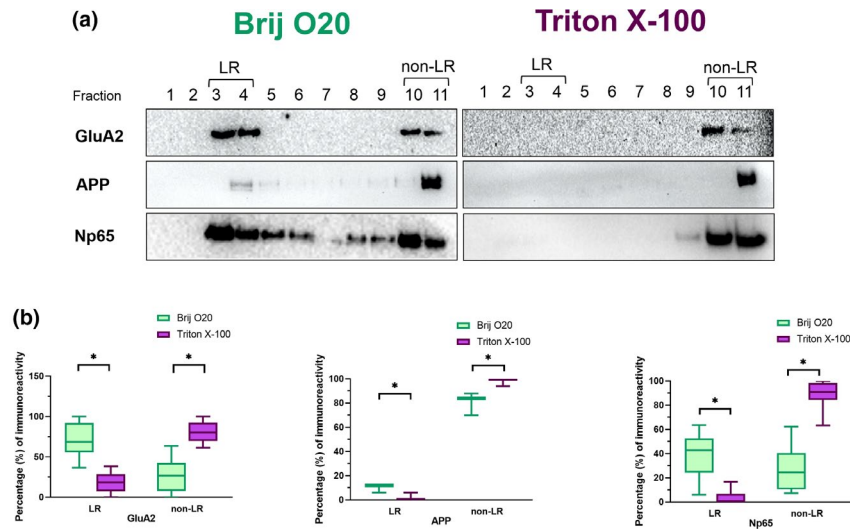 (a)
Brij O20
Triton X-100
LR
non-LR
LR
non-LR
Fraction 1 2 3 4 5 6 7 8 9 10 11 1 2 3 4 5 6 7 8 9 10 11
GluA2
APP
Np65
(b)
Brij O20
Triton X-100
Percentage (%) of immunoreactivity
150
100
50
0
*
*
LR
non-LR
GluA2
Brij O20
Triton X-100
Percentage (%) of immunoreactivity
100
80
60
40
20
0
*
*
LR
non-LR
APP
Brij O20
Triton X-100
Percentage (%) of immunoreactivity
100
80
60
40
20
0
*
*
LR
non-LR
Np65